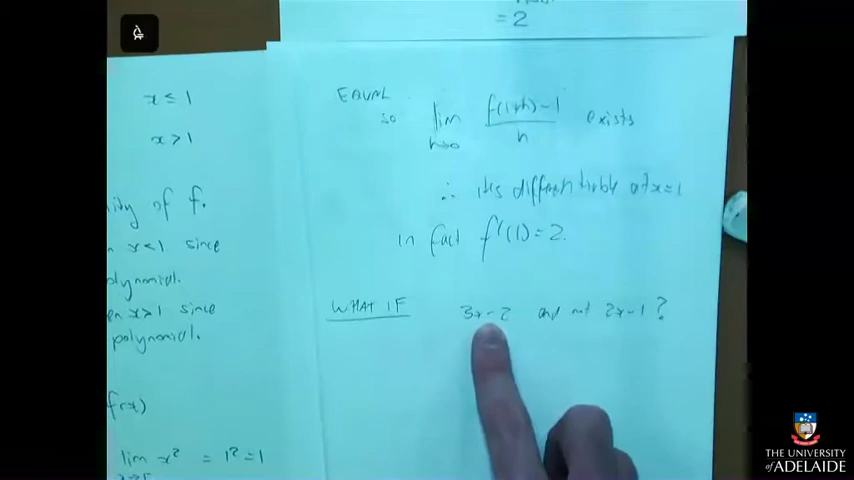 = 2
x ≤ 1
x > 1
ity of f.
x < 1 since
olynomial.
en x > 1 since
polynomial.
f(x)
lim x² = 1² = 1
EQUAL
so lim f(1+h) - 1 exists
h→0 h
∴ it's differentiable at x = 1
in fact f'(1) = 2.
WHAT IF 3x - 2 and not 2x - 1 ?
THE UNIVERSITY
of ADELAIDE